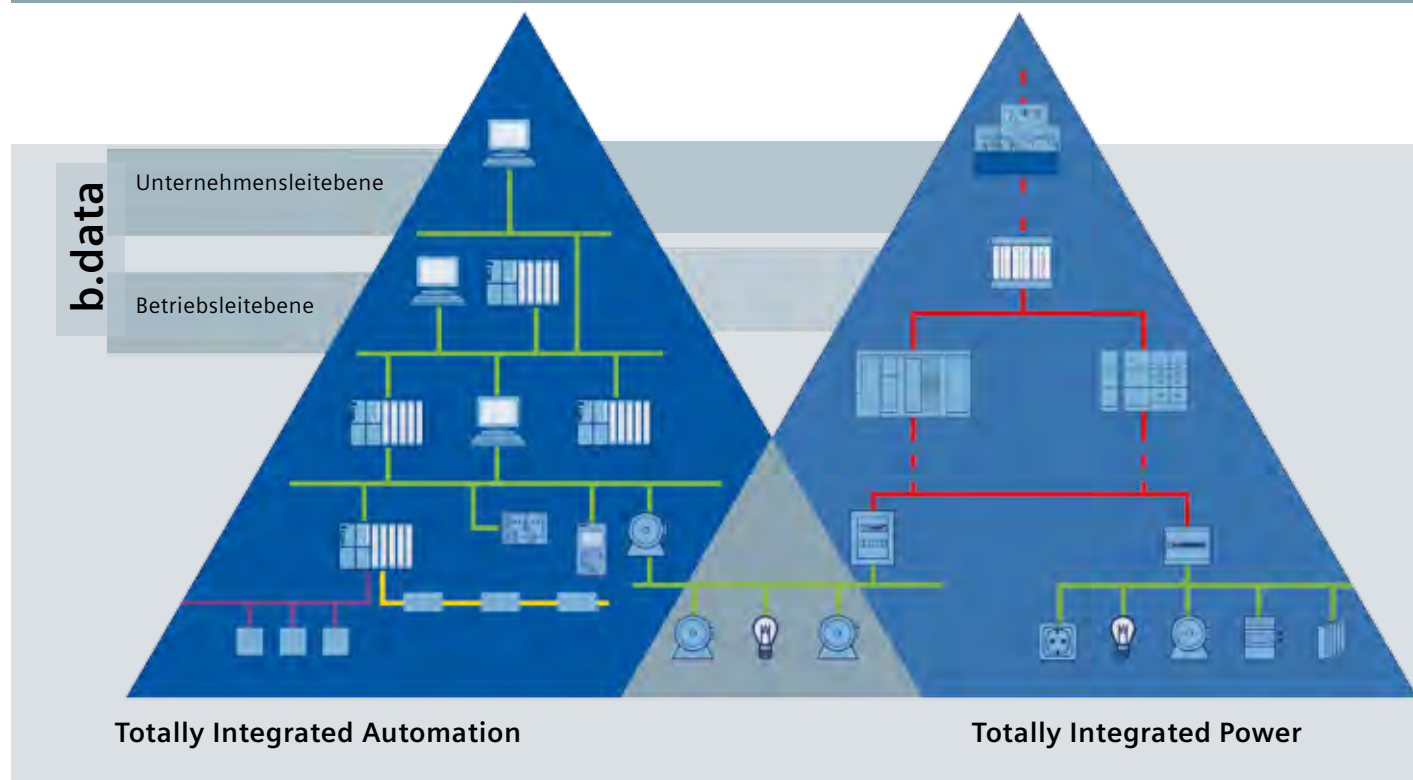 b.data
Unternehmensleitebene
Betriebsleitebene
Totally Integrated Automation
Totally Integrated Power